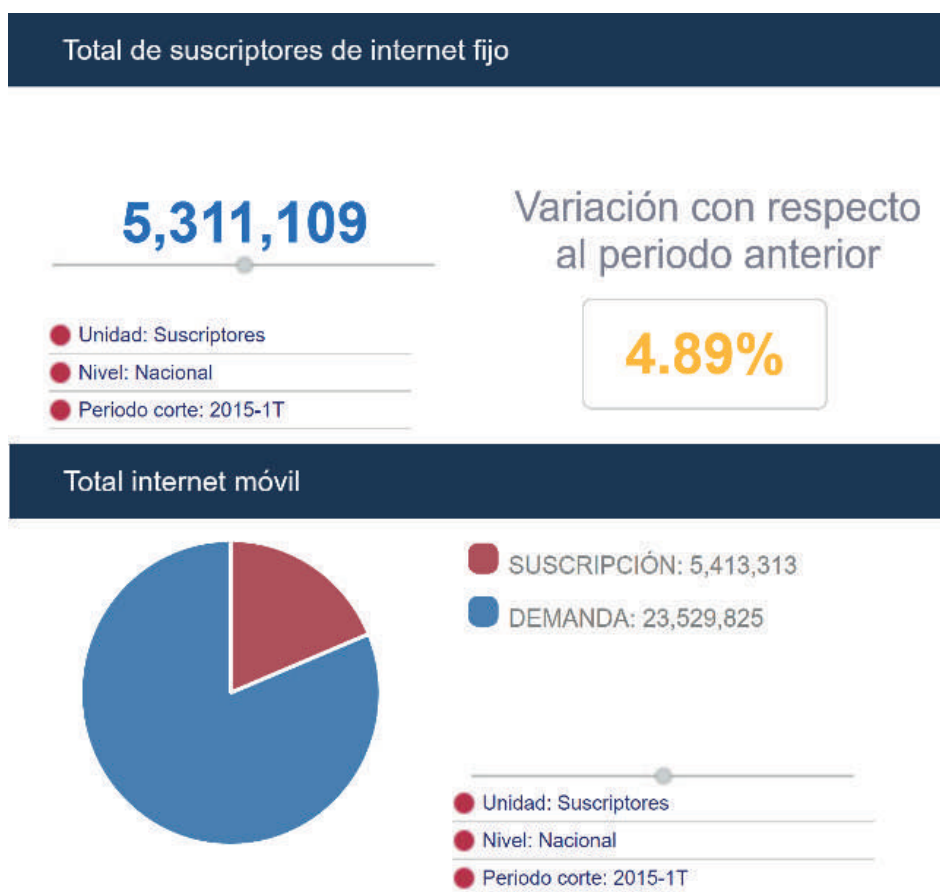 Total de suscriptores de internet fijo
5,311,109
Unidad: Suscriptores
Nivel: Nacional
Periodo corte: 2015-1T
Variación con respecto
al periodo anterior
4.89%
Total internet móvil
SUSCRIPCIÓN: 5,413,313
DEMANDA: 23,529,825
Unidad: Suscriptores
Nivel: Nacional
Periodo corte: 2015-1T